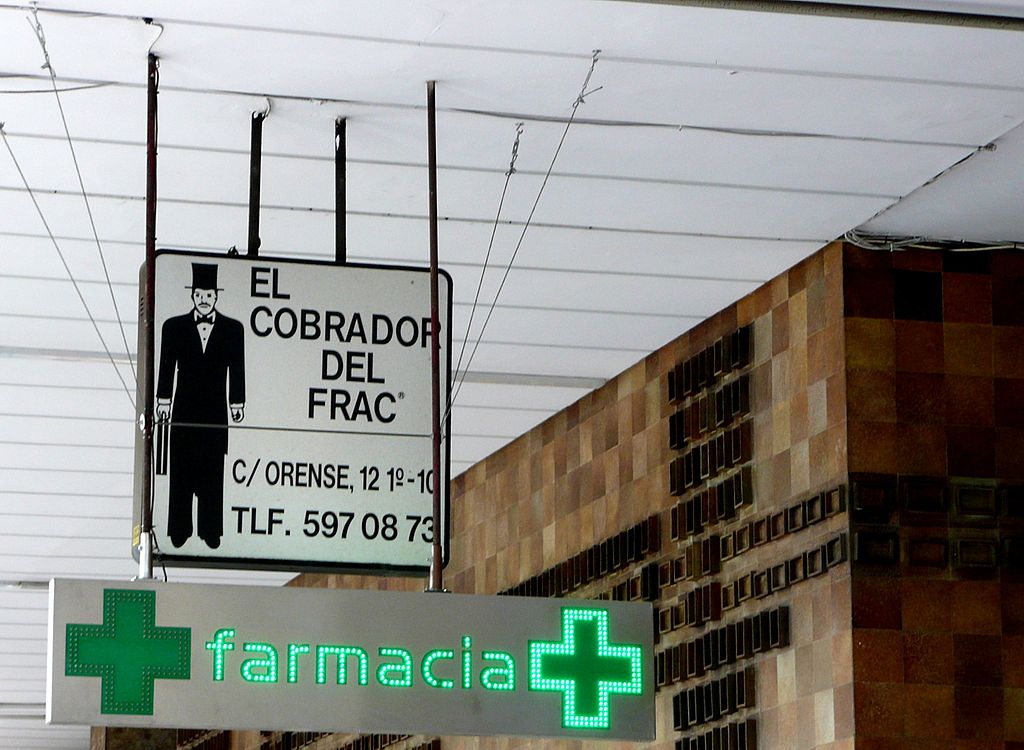 EL
COBRADOR
DEL
FRAC®
C/ ORENSE, 12 1º-10
TLF. 597 08 73
farmacia